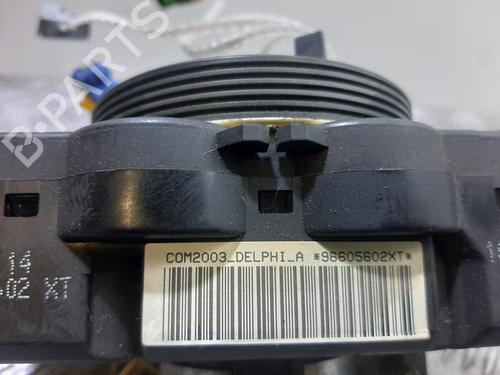 B-PARTS
COM2003_DELPHI_A *96605602XT*
14
02 XT